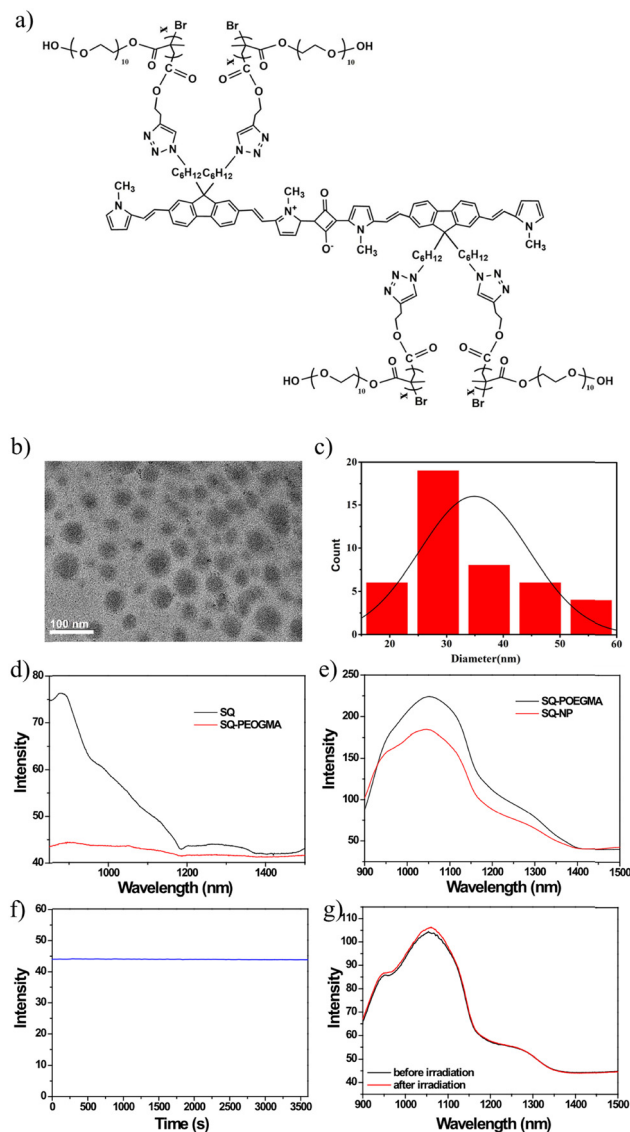 a)
Br Br
HO O 10 O O x O O O O 10 OH
C O x C O
O O
N N N N N N
C6H12 C6H12
CH3 CH3 O
N N+ N N
O- CH3 CH3
C6H12 C6H12
N N N N N N
O O
C O O C
HO O 10 O O x Br x Br O O O 10 OH
b)
100 nm
c)
20
15
10
5
0
Count
20 30 40 50 60
Diameter(nm)
d)
80
70
60
50
40
Intensity
SQ
SQ-PEOGMA
1000 1200 1400
Wavelength (nm)
e)
250
200
150
100
50
Intensity
SQ-POEGMA
SQ-NP
900 1000 1100 1200 1300 1400 1500
Wavelength (nm)
f)
60
50
40
30
20
10
0
Intensity
0 500 1000 1500 2000 2500 3000 3500
Time (s)
g)
110
100
90
80
70
60
50
40
Intensity
before irradiation
after irradiation
900 1000 1100 1200 1300 1400 1500
Wavelength (nm)